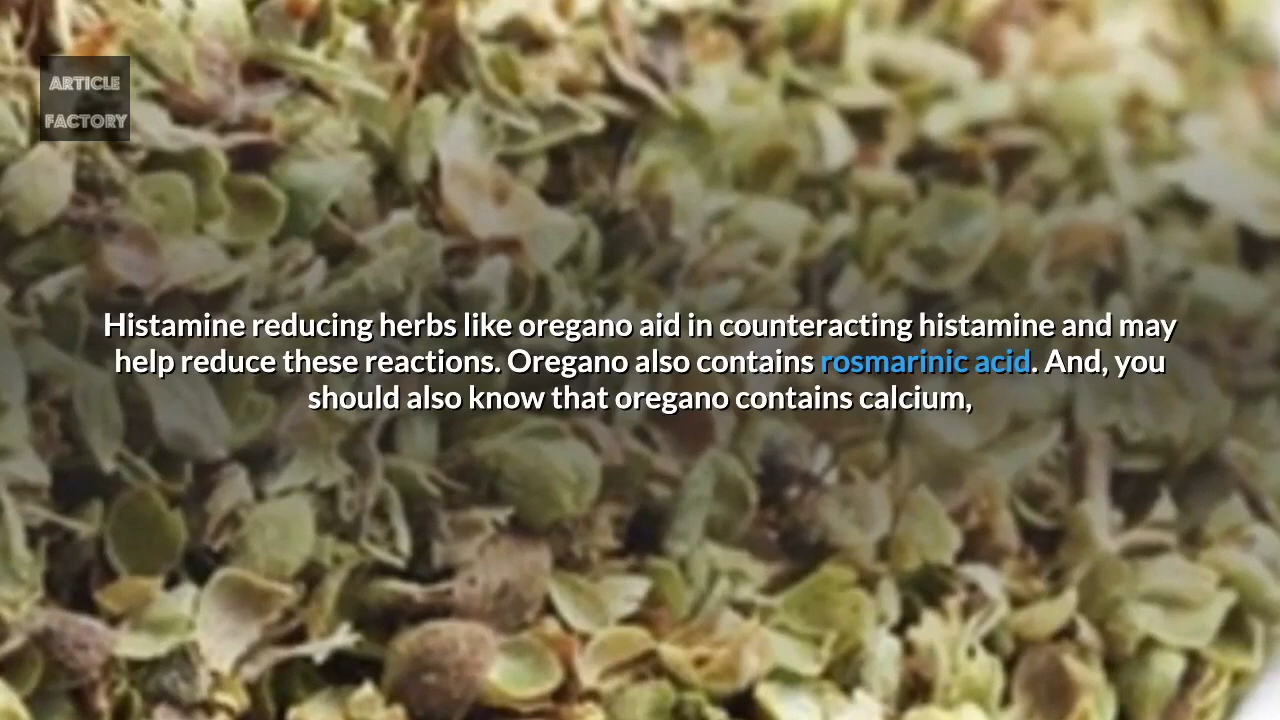 ARTICLE
FACTORY
Histamine reducing herbs like oregano aid in counteracting histamine and may
help reduce these reactions. Oregano also contains rosmarinic acid. And, you
should also know that oregano contains calcium,